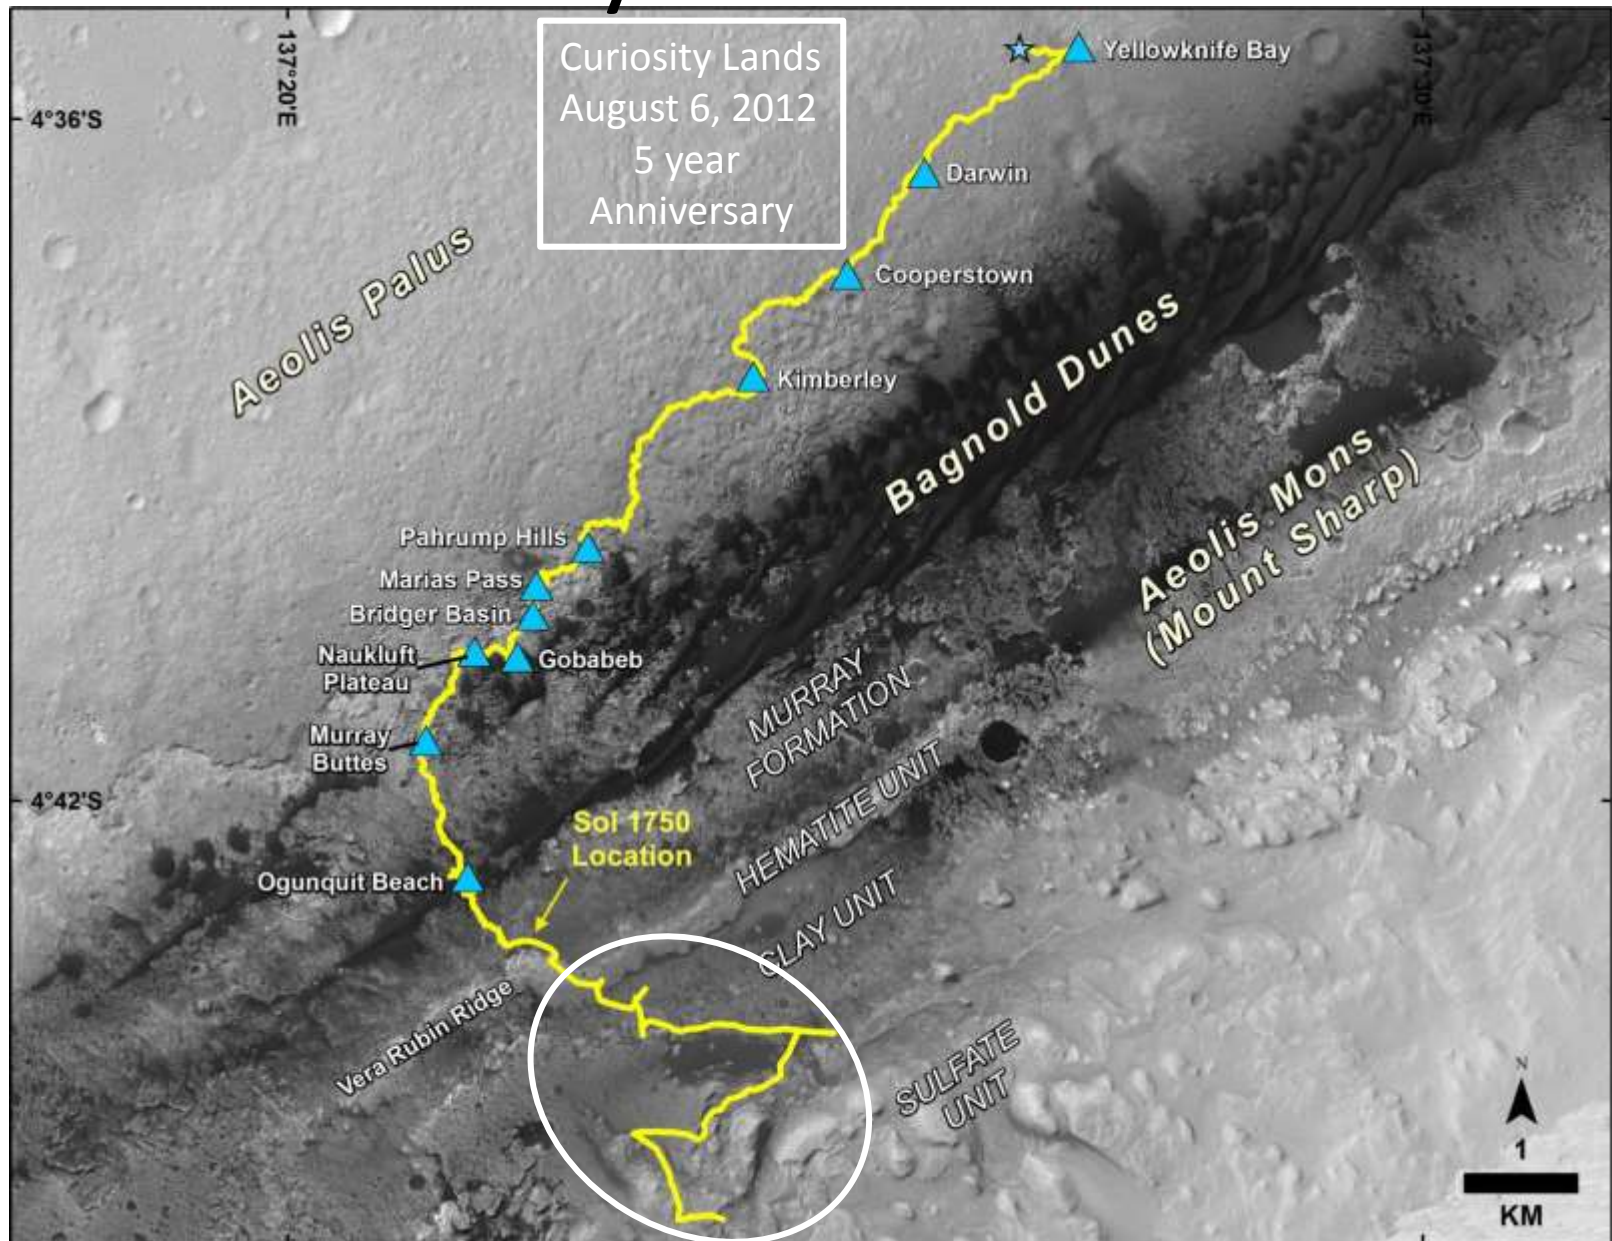 Curiosity Lands
August 6, 2012
5 year
Anniversary
137°20'E
137°30'E
4°36'S
Yellowknife Bay
Darwin
Aeolis Palus
Cooperstown
Bagnold Dunes
Kimberley
Aeolis Mons
(Mount Sharp)
Pahrump Hills
Marias Pass
Bridger Basin
Naukluft
Plateau
Gobabeb
MURRAY
FORMATION
Murray
Buttes
HEMATITE UNIT
4°42'S
Sol 1750
Location
Ogunquit Beach
CLAY UNIT
Vera Rubin Ridge
SULFATE
UNIT
N
1
KM